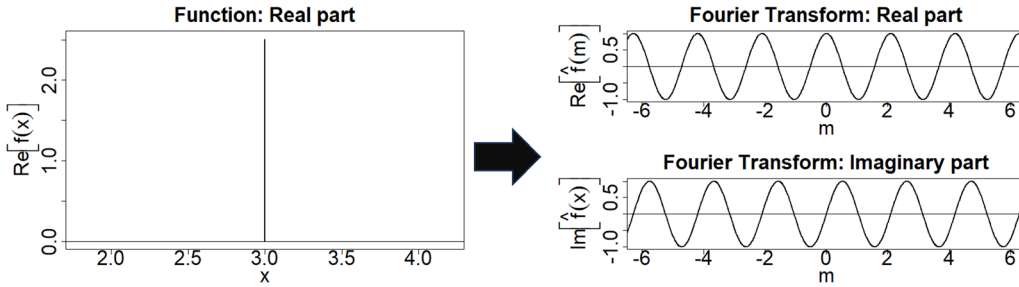 Function: Real part
Re[f(x)]
0.0 1.0 2.0
2.0 2.5 3.0 3.5 4.0
x
Fourier Transform: Real part
Re[f̂(m)]
-1.0 0.5
-6 -4 -2 0 2 4 6
m
Fourier Transform: Imaginary part
Im[f̂(x)]
-1.0 0.5
-6 -4 -2 0 2 4 6
m